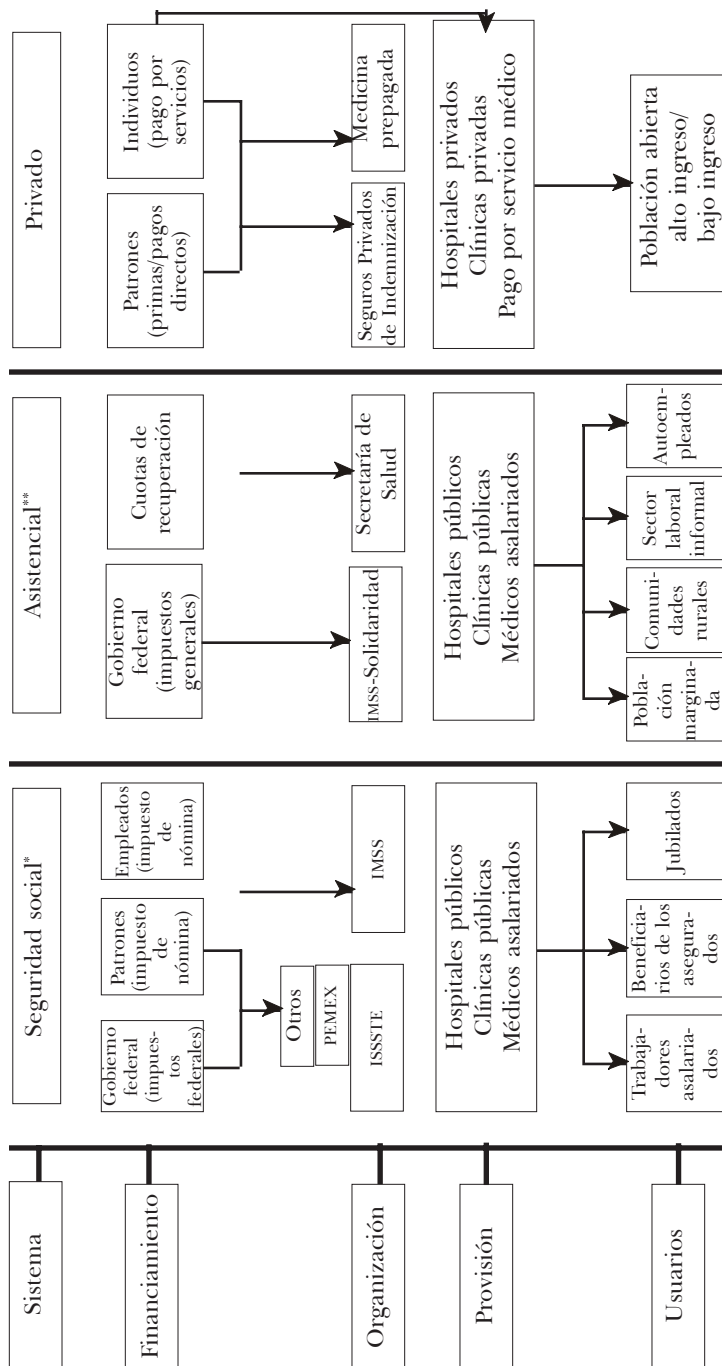 Sistema
Seguridad social*
Asistencial**
Privado
Financiamiento
Gobierno
federal
(impues-
tos
federales)
Patrones
(impuesto
de
nómina)
Empleados
(impuesto
de
nómina)
Gobierno
federal
(impuestos
generales)
Cuotas de
recuperación
Patrones
(primas/pagos
directos)
Individuos
(pago por
servicios)
Organización
Otros
PEMEX
ISSSTE
IMSS
IMSS-Solidaridad
Secretaría de
Salud
Seguros Privados
de Indemnización
Medicina
prepagada
Provisión
Hospitales públicos
Clínicas públicas
Médicos asalariados
Hospitales públicos
Clínicas públicas
Médicos asalariados
Hospitales privados
Clínicas privadas
Pago por servicio médico
Usuarios
Trabaja-
dores
asalaria-
dos
Beneficia-
rios de los
asegura-
dos
Jubilados
Pobla-
ción
margina-
da
Comuni-
dades
rurales
Sector
laboral
informal
Autoem-
pleados
Población abierta
alto ingreso/
bajo ingreso